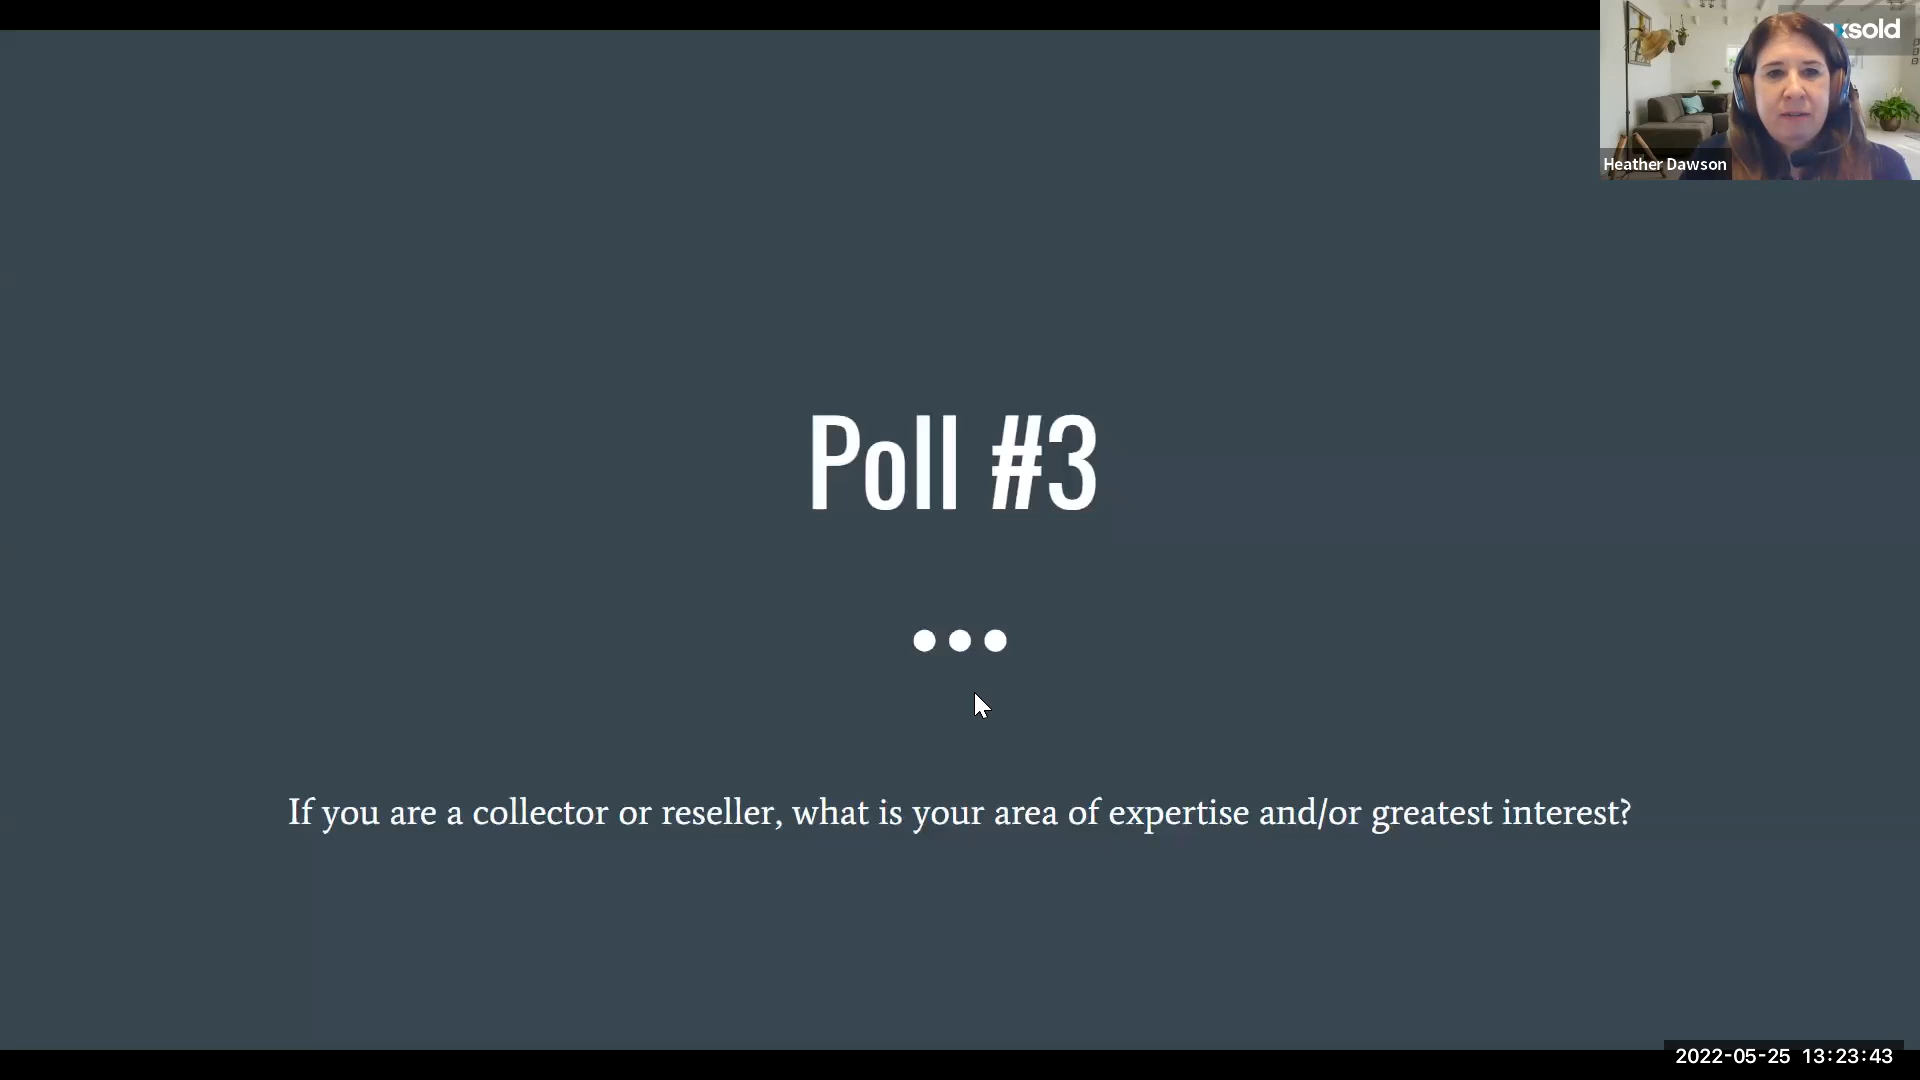 xsold
Heather Dawson
Poll #3
If you are a collector or reseller, what is your area of expertise and/or greatest interest?
2022-05-25 13:23:43